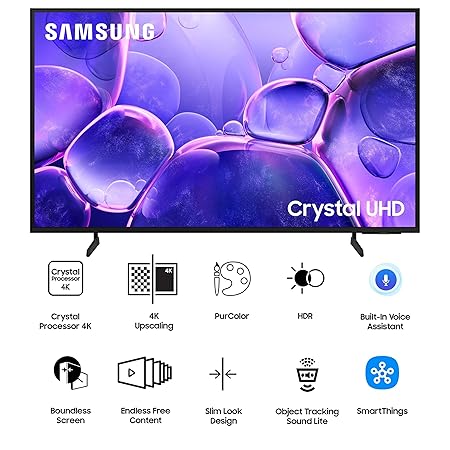 SAMSUNG
Crystal UHD
Crystal
Processor
4K
4K
Crystal
Processor 4K
4K
Upscaling
PurColor
HDR
Built-In Voice
Assistant
Boundless
Screen
Endless Free
Content
Slim Look
Design
Object Tracking
Sound Lite
SmartThings